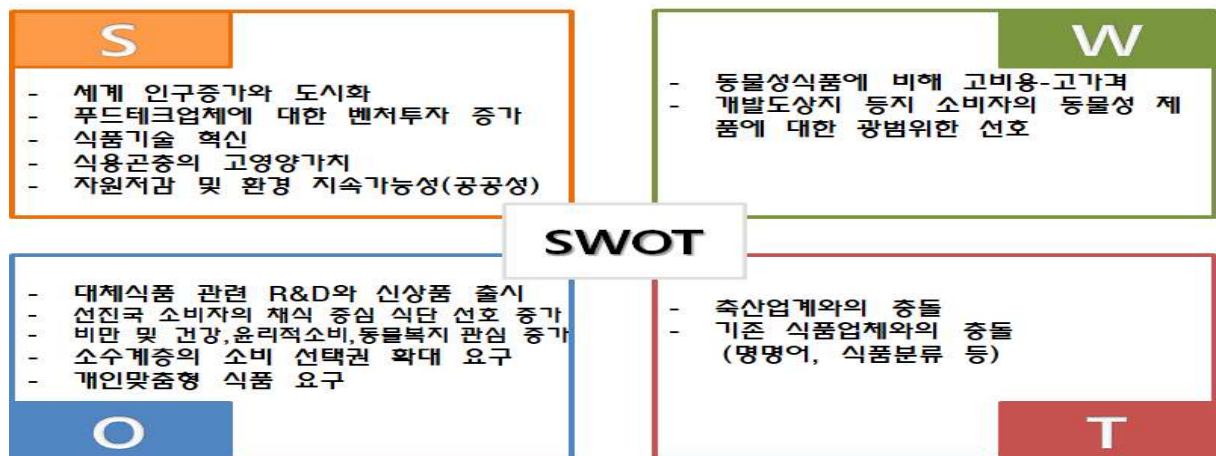 S
- 세계 인구증가와 도시화
- 푸드테크업체에 대한 벤처투자 증가
- 식품기술 혁신
- 식용곤충의 고영양가치
- 자원저감 및 환경 지속가능성(공공성)
W
- 동물성식품에 비해 고비용-고가격
- 개발도상지 등지 소비자의 동물성 제
품에 대한 광범위한 선호
SWOT
- 대체식품 관련 R&D와 신상품 출시
- 선진국 소비자의 채식 중심 식단 선호 증가
- 비만 및 건강,윤리적소비,동물복지 관심 증가
- 소수계층의 소비 선택권 확대 요구
- 개인맞춤형 식품 요구
O
- 축산업계와의 충돌
- 기존 식품업체와의 충돌
(명명어, 식품분류 등)
T